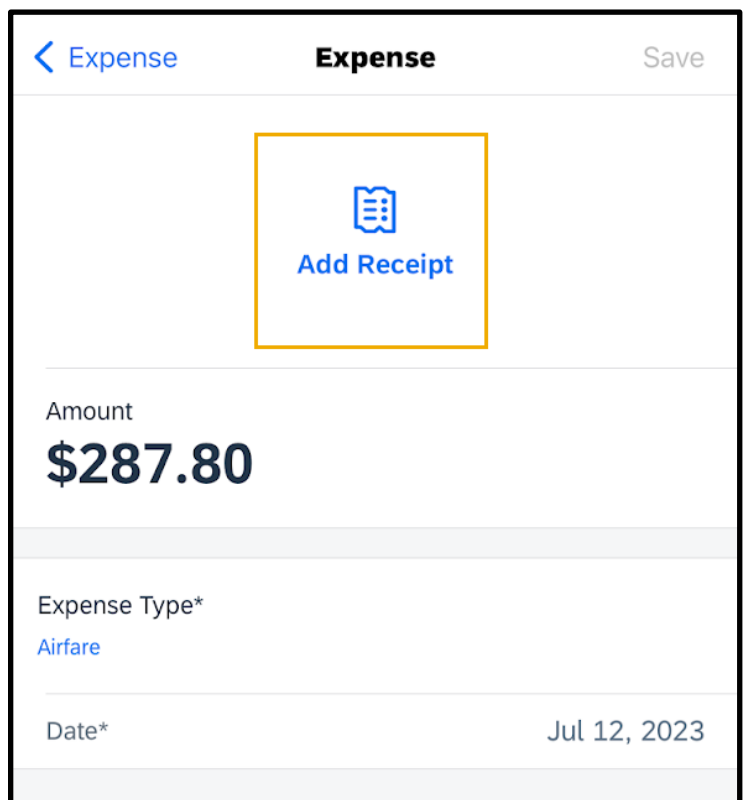 Expense Expense Save
Add Receipt
Amount
$287.80
Expense Type*
Airfare
Date* Jul 12, 2023